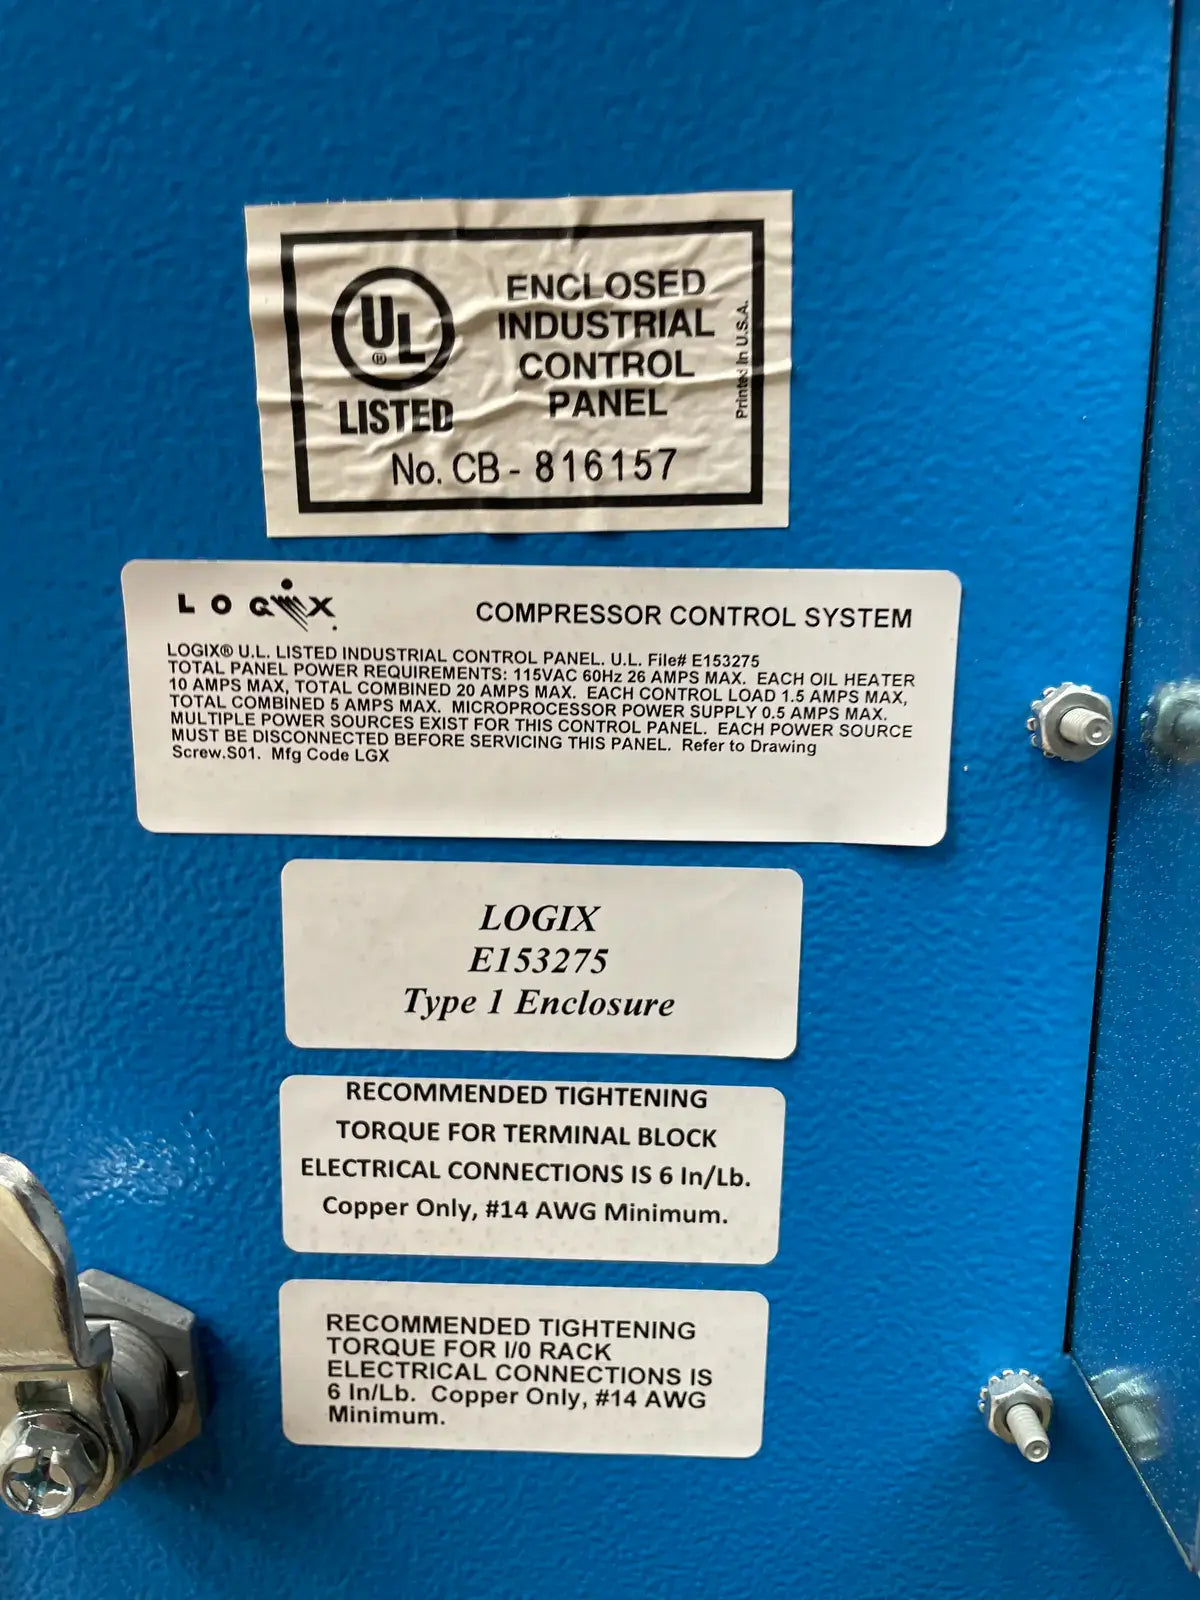 UL
®
LISTED
ENCLOSED
INDUSTRIAL
CONTROL
PANEL
Printed in U.S.A.
No. CB - 816157
LOGIX.
COMPRESSOR CONTROL SYSTEM
LOGIX® U.L. LISTED INDUSTRIAL CONTROL PANEL. U.L. File# E153275
TOTAL PANEL POWER REQUIREMENTS: 115VAC 60Hz 26 AMPS MAX. EACH OIL HEATER
10 AMPS MAX, TOTAL COMBINED 20 AMPS MAX. EACH CONTROL LOAD 1.5 AMPS MAX,
TOTAL COMBINED 5 AMPS MAX. MICROPROCESSOR POWER SUPPLY 0.5 AMPS MAX.
MULTIPLE POWER SOURCES EXIST FOR THIS CONTROL PANEL. EACH POWER SOURCE
MUST BE DISCONNECTED BEFORE SERVICING THIS PANEL. Refer to Drawing
Screw.S01. Mfg Code LGX
LOGIX
E153275
Type 1 Enclosure
RECOMMENDED TIGHTENING
TORQUE FOR TERMINAL BLOCK
ELECTRICAL CONNECTIONS IS 6 In/Lb.
Copper Only, #14 AWG Minimum.
RECOMMENDED TIGHTENING
TORQUE FOR I/0 RACK
ELECTRICAL CONNECTIONS IS
6 In/Lb. Copper Only, #14 AWG
Minimum.